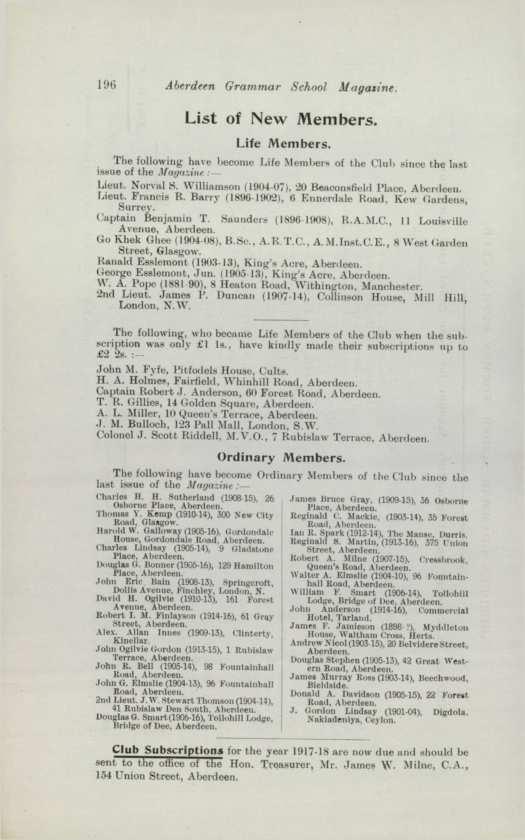 196 Aberdeen Grammar School Magazine.
List of New Members.
Life Members.
The following have become Life Members of the Club since the last
issue of the Magazine :—
Lieut. Norval S. Williamson (1904-07), 20 Beaconsfield Place, Aberdeen.
Lieut. Francis R. Barry (1896-1902), 6 Ennerdale Road, Kew Gardens,
Surrey.
Captain Benjamin T. Saunders (1896-1908), R.A.M.C., 11 Louisville
Avenue, Aberdeen.
Go Khek Ghee (1904-08), B.Sc., A.R.T.C., A.M.Inst.C.E., 8 West Garden
Street, Glasgow.
Ranald Esslemont (1903-13), King's Acre, Aberdeen.
George Esslemont, Jun. (1905-13), King's Acre, Aberdeen.
W. A. Pope (1881-90), 8 Heaton Road, Withington, Manchester.
2nd Lieut. James P. Duncan (1907-14), Collinson House, Mill Hill,
London, N.W.
The following, who became Life Members of the Club when the sub-
scription was only £1 1s., have kindly made their subscriptions up to
£2 2s. :—
John M. Fyfe, Pitfodels House, Cults.
H. A. Holmes, Fairfield, Whinhill Road, Aberdeen.
Captain Robert J. Anderson, 60 Forest Road, Aberdeen.
T. R. Gillies, 14 Golden Square, Aberdeen.
A. L. Miller, 10 Queen's Terrace, Aberdeen.
J. M. Bulloch, 123 Pall Mall, London, S.W.
Colonel J. Scott Riddell, M.V.O., 7 Rubislaw Terrace, Aberdeen.
Ordinary Members.
The following have become Ordinary Members of the Club since the
last issue of the Magazine :—
Charles H. H. Sutherland (1908-15), 26
Osborne Place, Aberdeen.
Thomas Y. Kemp (1910-14), 300 New City
Road, Glasgow.
Harold W. Galloway (1905-16), Gordondale
House, Gordondale Road, Aberdeen.
Charles Lindsay (1905-14), 9 Gladstone
Place, Aberdeen.
Douglas G. Bonner (1905-16), 129 Hamilton
Place, Aberdeen.
John Eric Bain (1908-13), Springcroft,
Dollis Avenue, Finchley, London, N.
David H. Ogilvie (1910-13), 161 Forest
Avenue, Aberdeen.
Robert I. M. Finlayson (1914-16), 61 Gray
Street, Aberdeen.
Alex. Allan Innes (1909-13), Clinterty,
Kinellar.
John Ogilvie Gordon (1913-15), 1 Rubislaw
Terrace, Aberdeen.
John R. Bell (1905-14), 98 Fountainhall
Road, Aberdeen.
John G. Elmslie (1904-13), 96 Fountainhall
Road, Aberdeen.
2nd Lieut. J. W. Stewart Thomson (1904-14),
41 Rubislaw Den South, Aberdeen.
Douglas G. Smart (1906-16), Tollohill Lodge,
Bridge of Dee, Aberdeen.
James Bruce Gray, (1909-13), 56 Osborne
Place, Aberdeen.
Reginald C. Mackie, (1903-14), 35 Forest
Road, Aberdeen.
Ian R. Spark (1912-14), The Manse, Durris.
Reginald S. Martin, (1913-16), 375 Union
Street, Aberdeen.
Robert A. Milne (1907-15), Cressbrook,
Queen's Road, Aberdeen.
Walter A. Elmslie (1904-10), 96 Fountain-
hall Road, Aberdeen.
William F. Smart (1906-14), Tollohill
Lodge, Bridge of Dee, Aberdeen.
John Anderson (1914-16), Commercial
Hotel, Tarland.
James F. Jamieson (1898-?), Myddleton
House, Waltham Cross, Herts.
Andrew Nicol (1903-15), 20 Belvidere Street,
Aberdeen.
Douglas Stephen (1905-13), 42 Great West-
ern Road, Aberdeen.
James Murray Ross (1903-14), Beechwood,
Bieldside.
Donald A. Davidson (1905-15), 22 Forest
Road, Aberdeen.
J. Gordon Lindsay (1901-04), Digdola,
Nakiadeniya, Ceylon.
Club Subscriptions for the year 1917-18 are now due and should be
sent to the office of the Hon. Treasurer, Mr. James W. Milne, C.A.,
154 Union Street, Aberdeen.